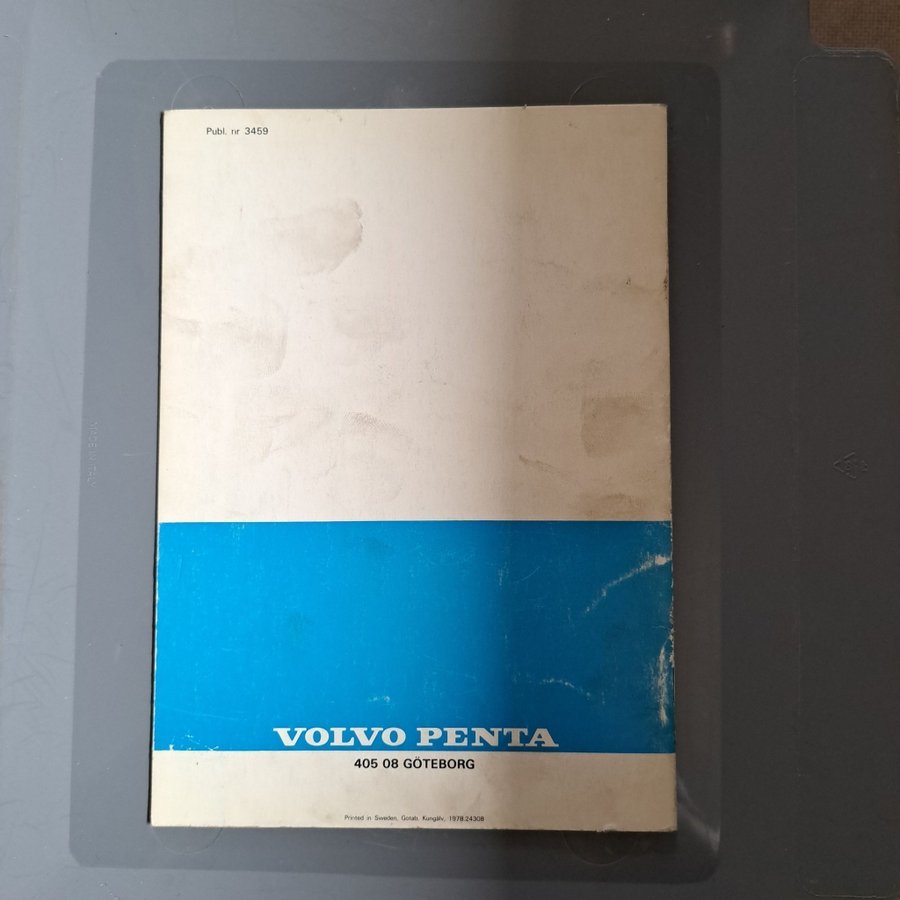 Publ. nr 3459
VOLVO PENTA
405 08 GÖTEBORG
Printed in Sweden, Gotab, Kungälv, 1978.24308